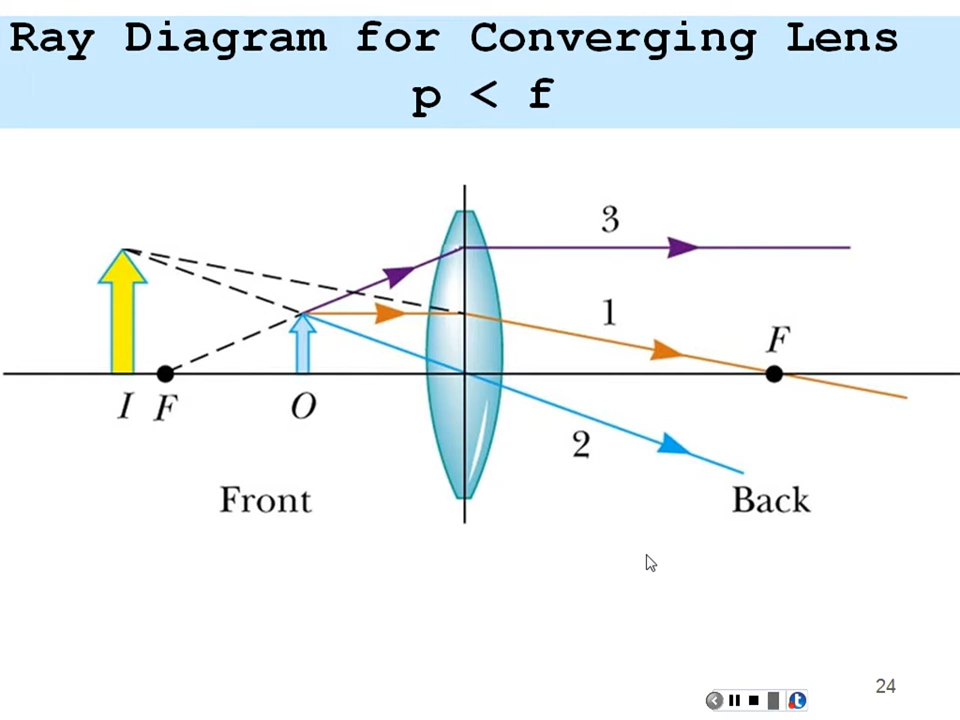 Ray Diagram for Converging Lens
p < f
3
1
F
I F O
2
Front Back
24